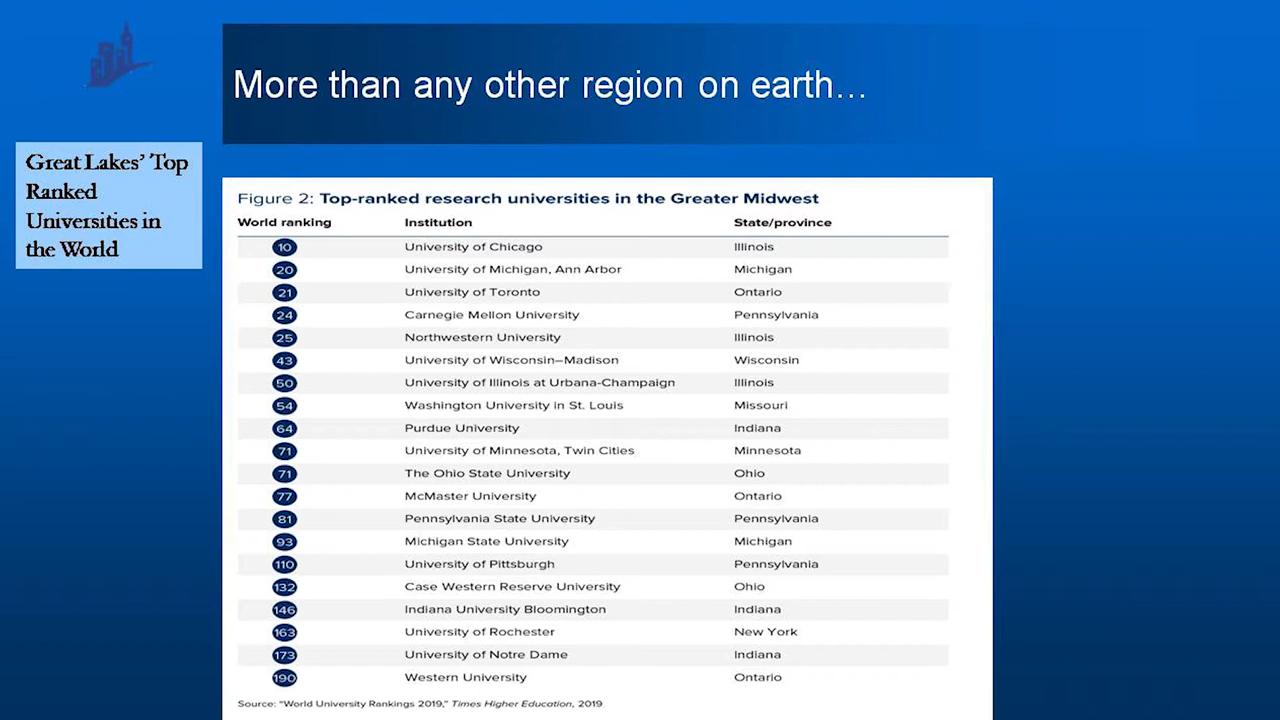 More than any other region on earth...
Great Lakes' Top
Ranked
Universities in
the World
Figure 2: Top-ranked research universities in the Greater Midwest
World ranking Institution State/province
10 University of Chicago Illinois
20 University of Michigan, Ann Arbor Michigan
21 University of Toronto Ontario
24 Carnegie Mellon University Pennsylvania
25 Northwestern University Illinois
43 University of Wisconsin–Madison Wisconsin
50 University of Illinois at Urbana-Champaign Illinois
54 Washington University in St. Louis Missouri
64 Purdue University Indiana
71 University of Minnesota, Twin Cities Minnesota
71 The Ohio State University Ohio
77 McMaster University Ontario
81 Pennsylvania State University Pennsylvania
93 Michigan State University Michigan
110 University of Pittsburgh Pennsylvania
132 Case Western Reserve University Ohio
146 Indiana University Bloomington Indiana
163 University of Rochester New York
173 University of Notre Dame Indiana
190 Western University Ontario
Source: “World University Rankings 2019,” Times Higher Education, 2019